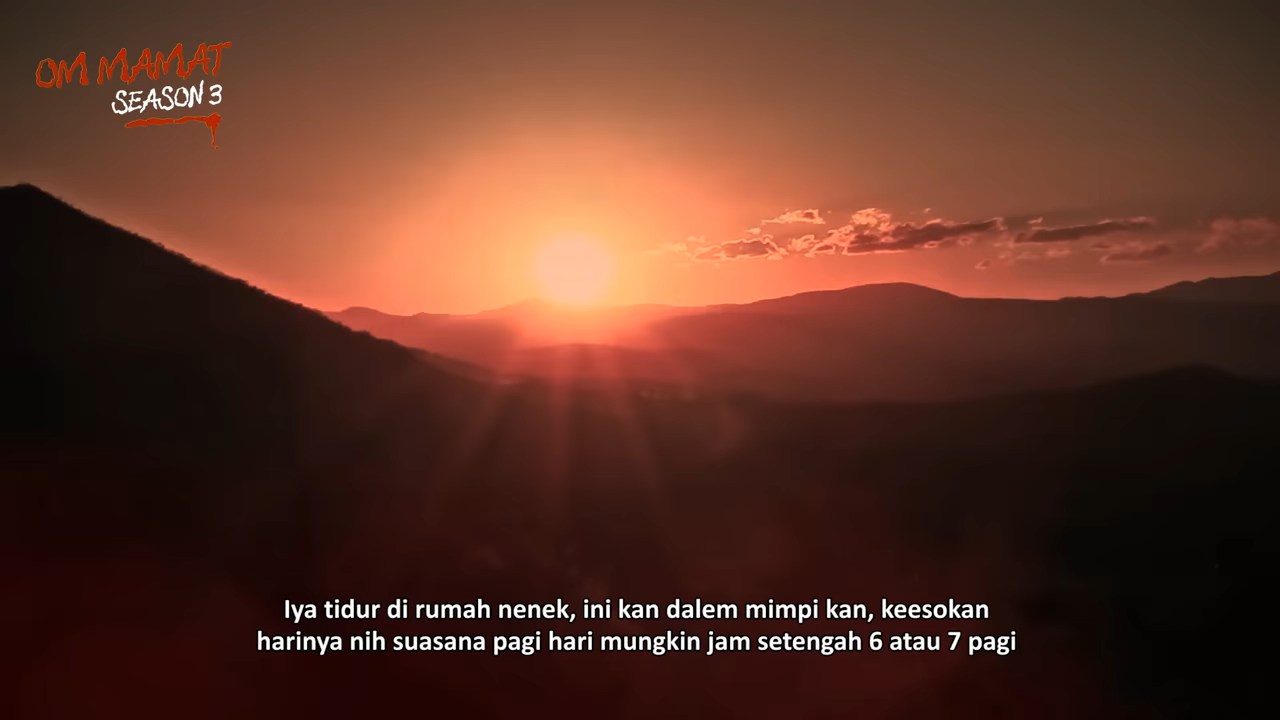 OM MAMAT
SEASON 3
Iya tidur di rumah nenek, ini kan dalem mimpi kan, keesokan
harinya nih suasana pagi hari mungkin jam setengah 6 atau 7 pagi